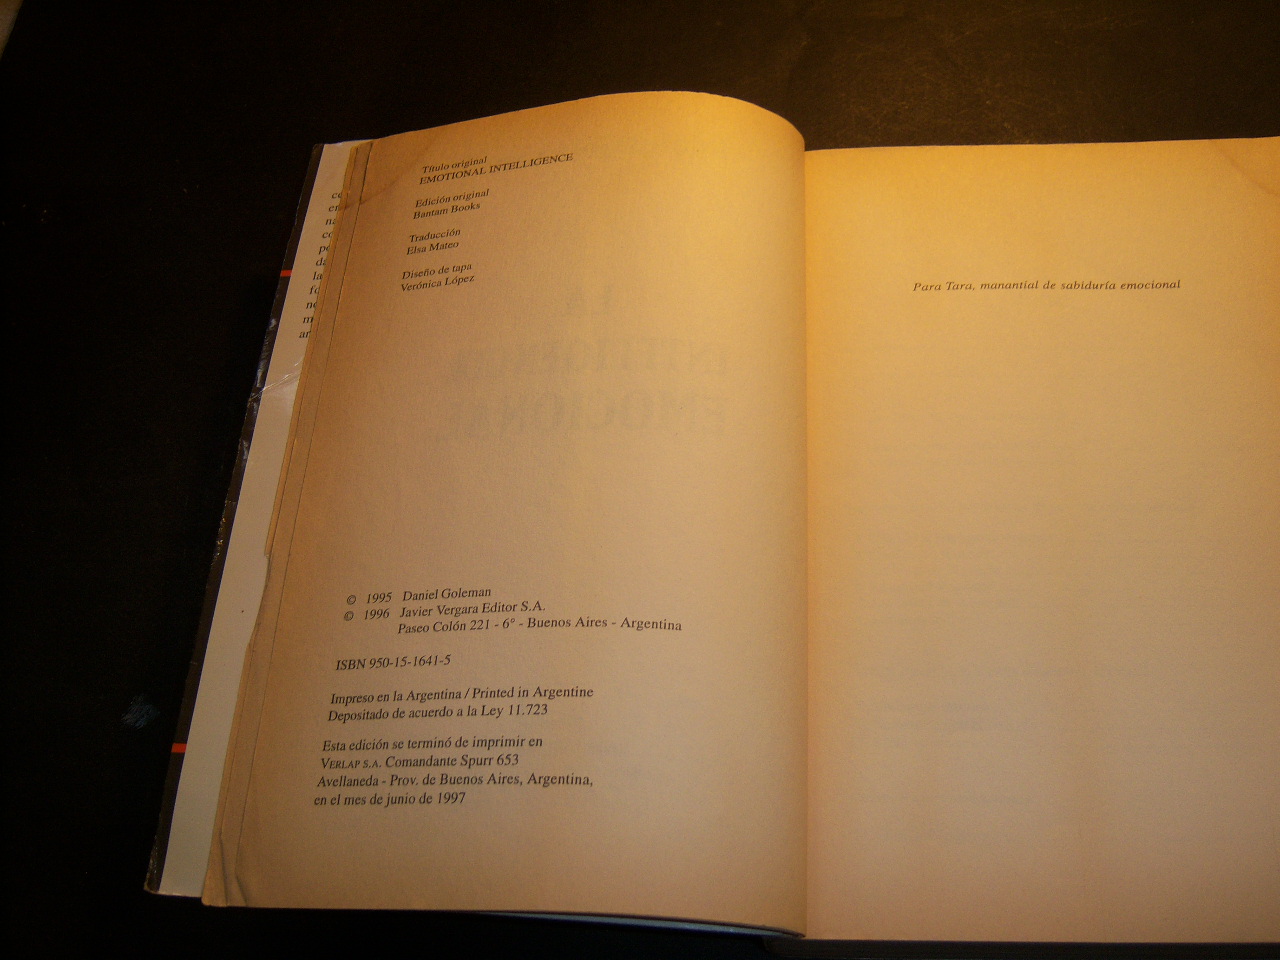 Título original
EMOTIONAL INTELLIGENCE
Edición original
Bantam Books
Traducción
Elsa Mateo
Diseño de tapa
Verónica López
© 1995 Daniel Goleman
© 1996 Javier Vergara Editor S.A.
Paseo Colón 221 - 6° - Buenos Aires - Argentina
ISBN 950-15-1641-5
Impreso en la Argentina / Printed in Argentine
Depositado de acuerdo a la Ley 11.723
Esta edición se terminó de imprimir en
VERLAP S.A. Comandante Spurr 653
Avellaneda - Prov. de Buenos Aires, Argentina,
en el mes de junio de 1997
Para Tara, manantial de sabiduría emocional